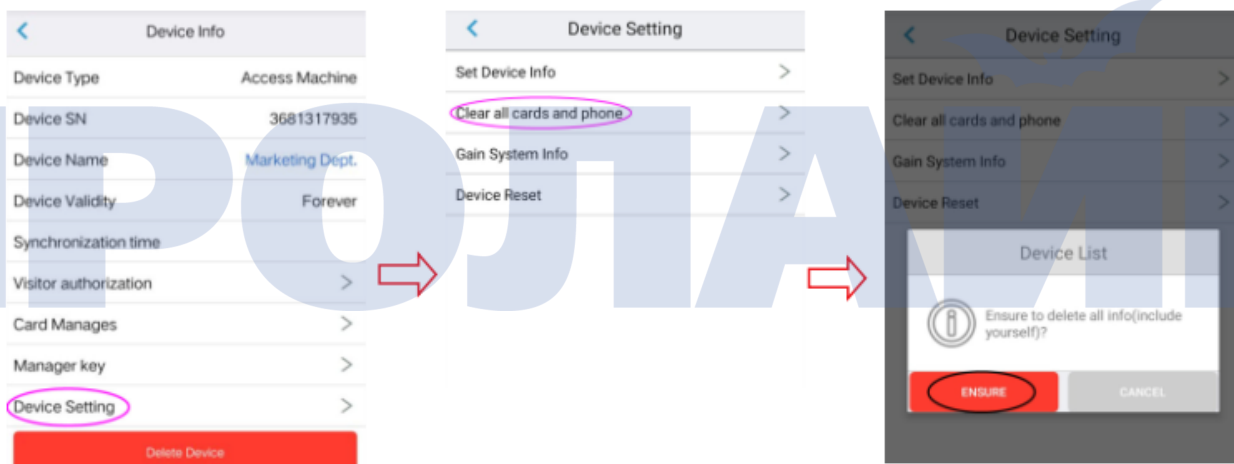 Device Info
Device Type Access Machine
Device SN 3681317935
Device Name Marketing Dept.
Device Validity Forever
Synchronization time
Visitor authorization >
Card Manages >
Manager key >
Device Setting >
Delete Device
Device Setting
Set Device Info >
Clear all cards and phone >
Gain System Info >
Device Reset >
Device Setting
Set Device Info >
Clear all cards and phone >
Gain System Info >
Device Reset >
Device List
Ensure to delete all info(include
yourself)?
ENSURE CANCEL
ПРОЛАЙ